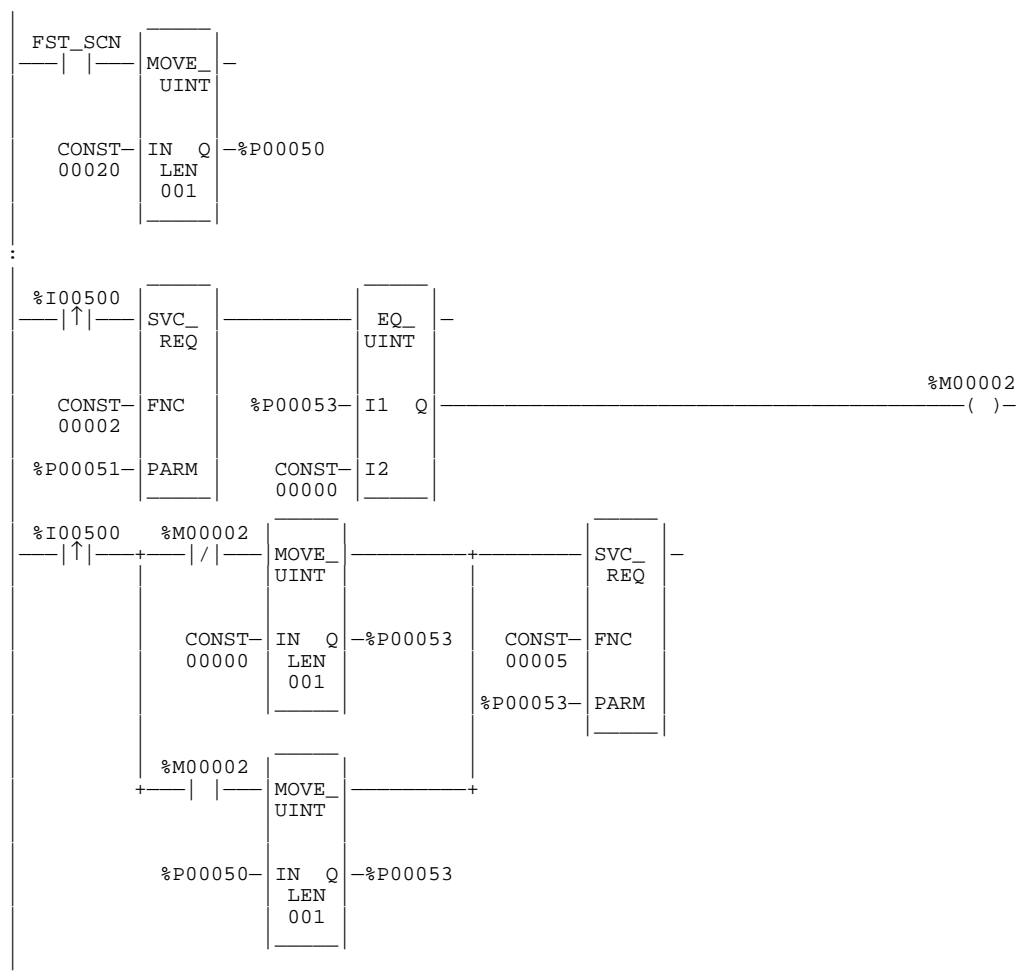 FST_SCN
MOVE_
UINT
CONST IN Q %P00050
00020 LEN
001
%I00500
↑ SVC_ EQ_
REQ UINT
%M00002
CONST FNC %P00053 I1 Q ( )
00002
%P00051 PARM CONST I2
00000
%I00500 %M00002
↑ / MOVE_ SVC_
UINT REQ
CONST IN Q %P00053 CONST FNC
00000 LEN 00005
001
%P00053 PARM
%M00002
MOVE_
UINT
%P00050 IN Q %P00053
LEN
001